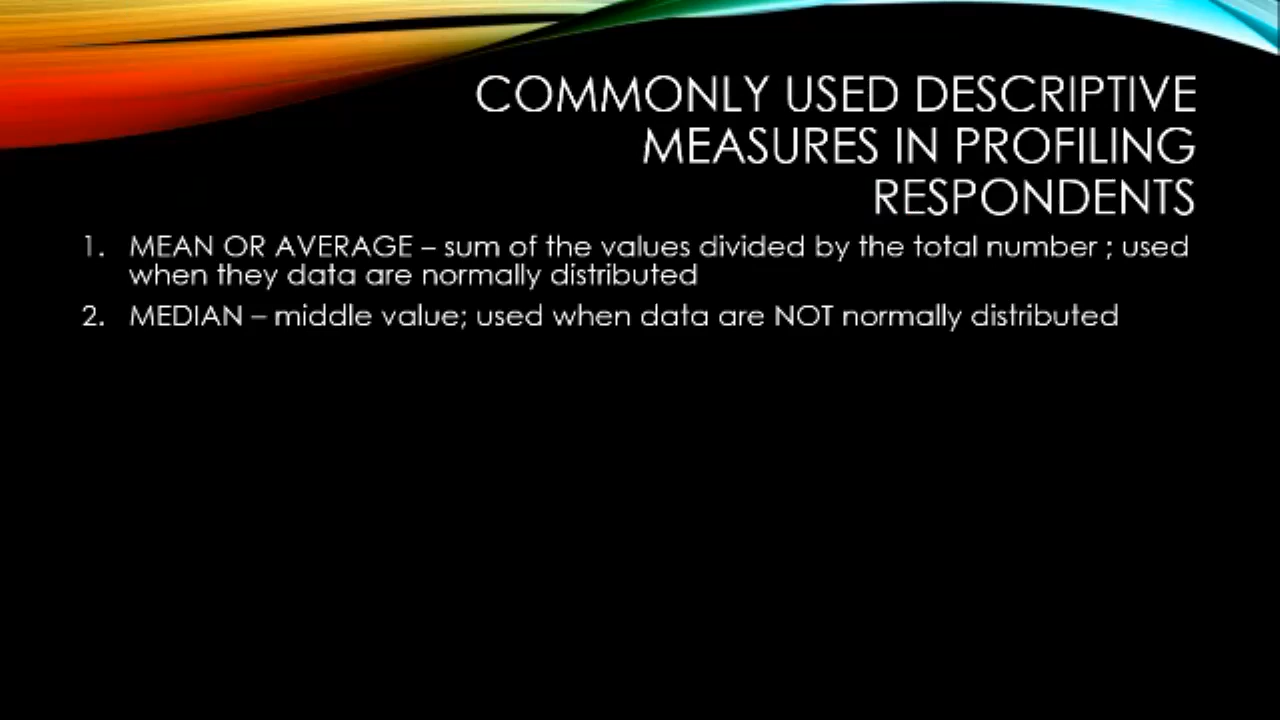 COMMONLY USED DESCRIPTIVE
MEASURES IN PROFILING
RESPONDENTS
1. MEAN OR AVERAGE – sum of the values divided by the total number ; used
when they data are normally distributed
2. MEDIAN – middle value; used when data are NOT normally distributed